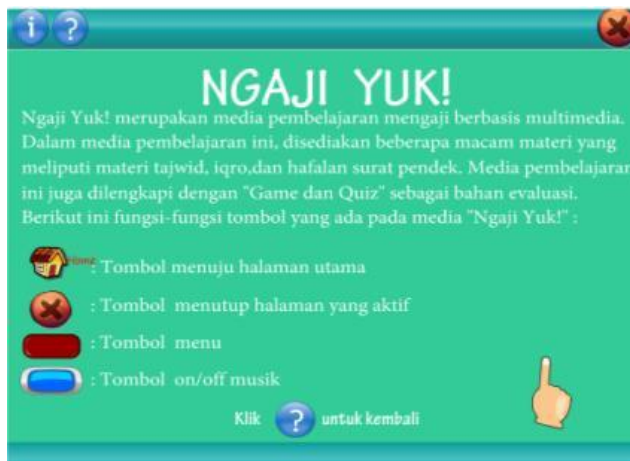 i ?
NGAJI YUK!
Ngaji Yuk! merupakan media pembelajaran mengaji berbasis multimedia.
Dalam media pembelajaran ini, disediakan beberapa macam materi yang
meliputi materi tajwid, iqro,dan hafalan surat pendek. Media pembelajaran
ini juga dilengkapi dengan "Game dan Quiz" sebagai bahan evaluasi.
Berikut ini fungsi-fungsi tombol yang ada pada media "Ngaji Yuk!" :
Home : Tombol menuju halaman utama
: Tombol menutup halaman yang aktif
: Tombol menu
: Tombol on/off musik
Klik ? untuk kembali